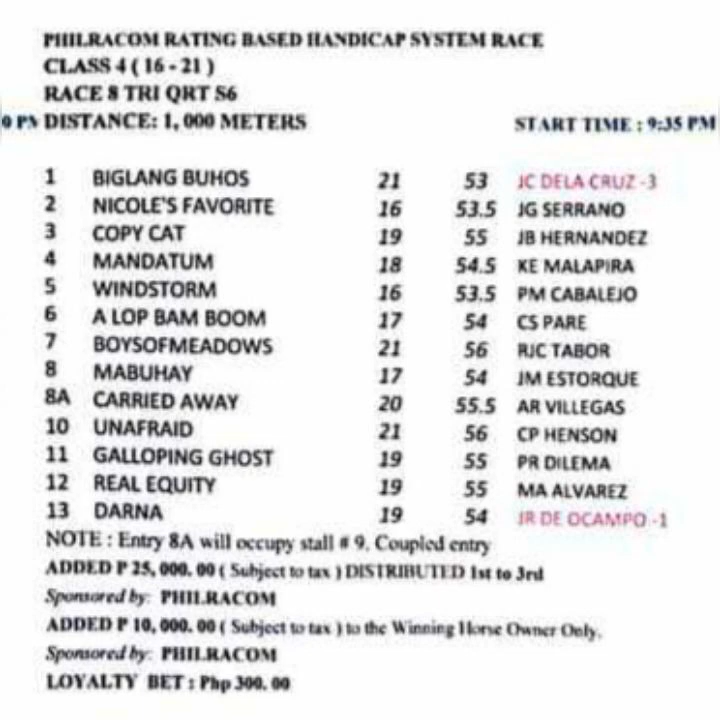 PHILRACOM RATING BASED HANDICAP SYSTEM RACE
CLASS 4 ( 16 - 21 )
RACE 8 TRI QRT S6
0 PM DISTANCE: 1, 000 METERS START TIME : 9:35 PM
1 BIGLANG BUHOS 21 53 JC DELA CRUZ -3
2 NICOLE'S FAVORITE 16 53.5 JG SERRANO
3 COPY CAT 19 55 JB HERNANDEZ
4 MANDATUM 18 54.5 KE MALAPIRA
5 WINDSTORM 16 53.5 PM CABALEJO
6 A LOP BAM BOOM 17 54 CS PARE
7 BOYSOFMEADOWS 21 56 RJC TABOR
8 MABUHAY 17 54 JM ESTORQUE
8A CARRIED AWAY 20 55.5 AR VILLEGAS
10 UNAFRAID 21 56 CP HENSON
11 GALLOPING GHOST 19 55 PR DILEMA
12 REAL EQUITY 19 55 MA ALVAREZ
13 DARNA 19 54 JR DE OCAMPO -1
NOTE : Entry 8A will occupy stall # 9. Coupled entry
ADDED P 25, 000. 00 ( Subject to tax ) DISTRIBUTED 1st to 3rd
Sponsored by: PHILRACOM
ADDED P 10, 000. 00 ( Subject to tax ) to the Winning Horse Owner Only.
Sponsored by: PHILRACOM
LOYALTY BET : Php 300. 00